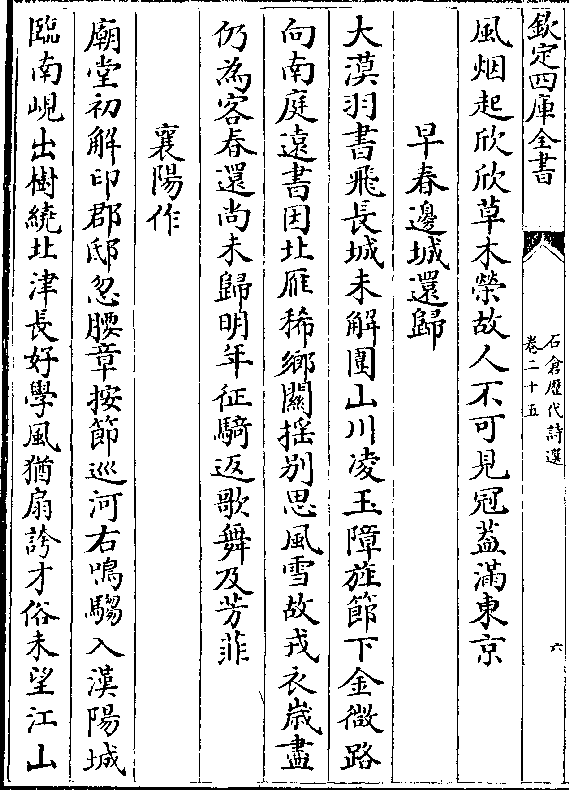 欽定四庫全書
石倉歷代詩選
卷二十五
六
風烟起欣欣草木榮故人不可見冠蓋滿東京
早春邊城還歸
大漠羽書飛長城未解圍山川凌玉障旌節下金微路
向南庭遠書因北雁稀鄉關揺别思風雪故戎衣歲盡
仍為客春還尚未歸明年征騎返歌舞及芳菲
襄陽作
廟堂初解印郡邸忽腰章按節巡河右鳴騶入漢陽城
臨南峴出樹繞北津長好學風猶扇誇才俗未望江山